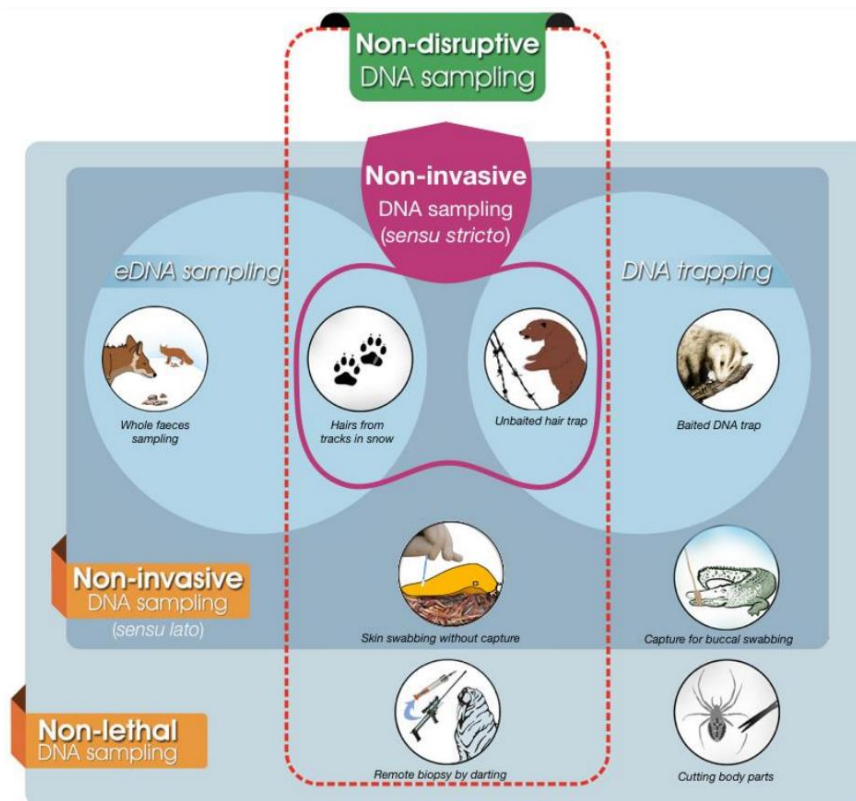 Non-disruptive
DNA sampling
Non-invasive
DNA sampling
(sensu stricto)
eDNA sampling
DNA trapping
Whole faeces
sampling
Hairs from
tracks in snow
Unbaited hair trap
Baited DNA trap
Non-invasive
DNA sampling
(sensu lato)
Skin swabbing without capture
Capture for buccal swabbing
Non-lethal
DNA sampling
Remote biopsy by darting
Cutting body parts